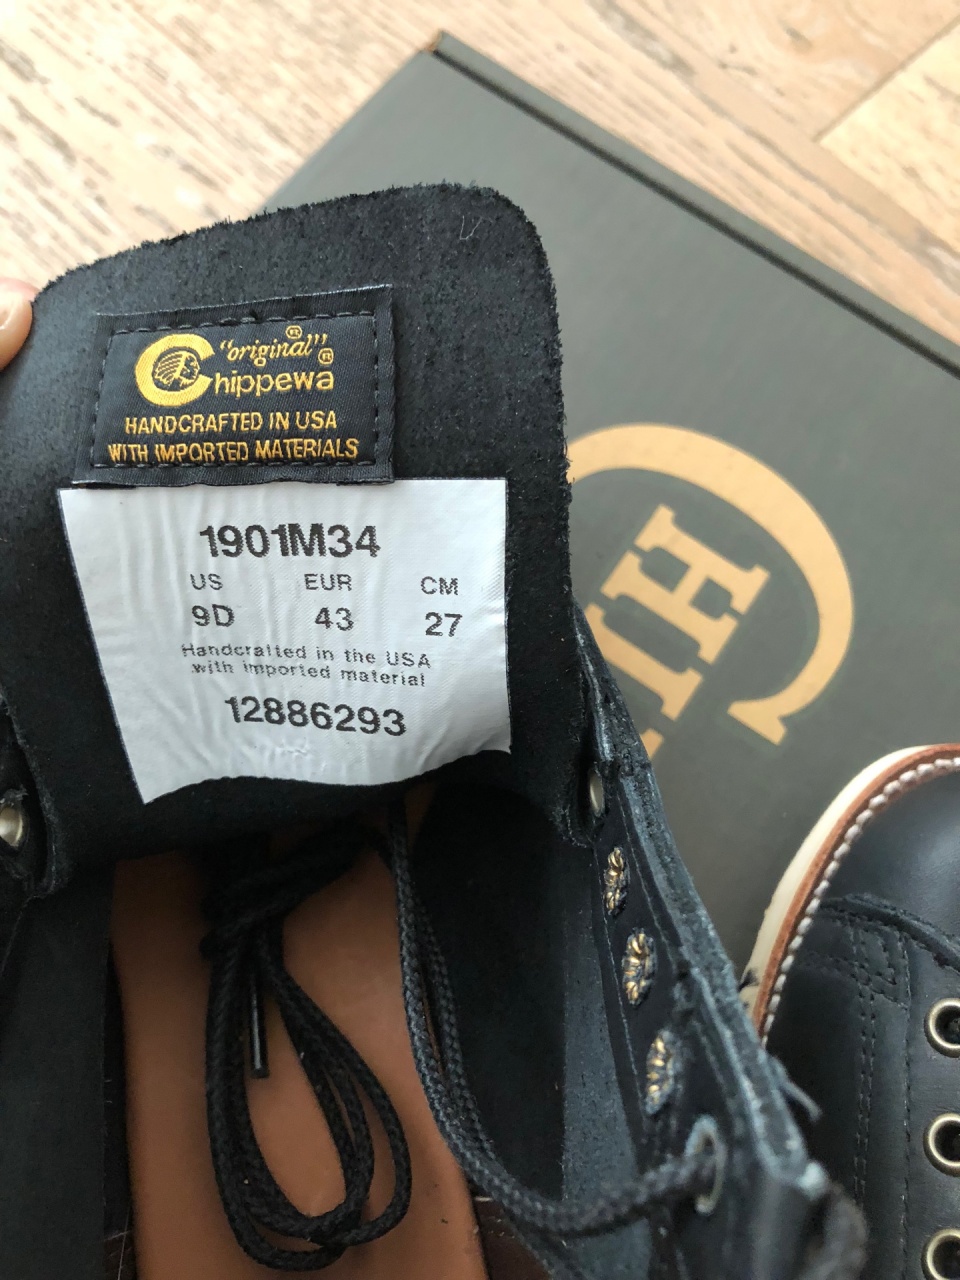 "original"® ®
Chippewa
HANDCRAFTED IN USA
WITH IMPORTED MATERIALS
1901M34
US EUR CM
9D 43 27
Handcrafted in the USA
with imported material
12886293